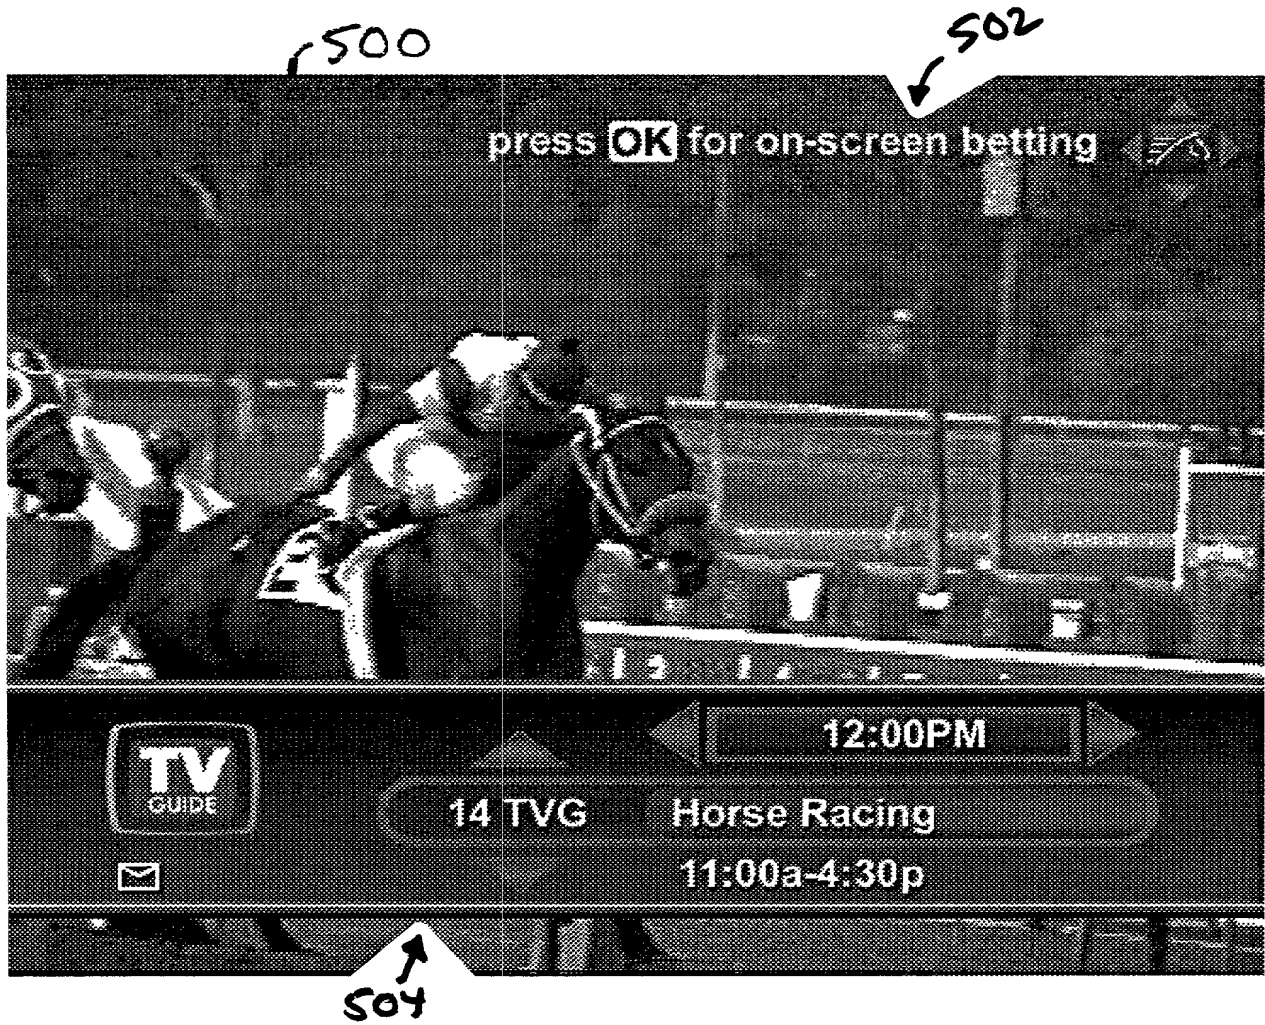 500
502
press OK for on-screen betting
12:00PM
TV
GUIDE
14 TVG Horse Racing
11:00a-4:30p
504